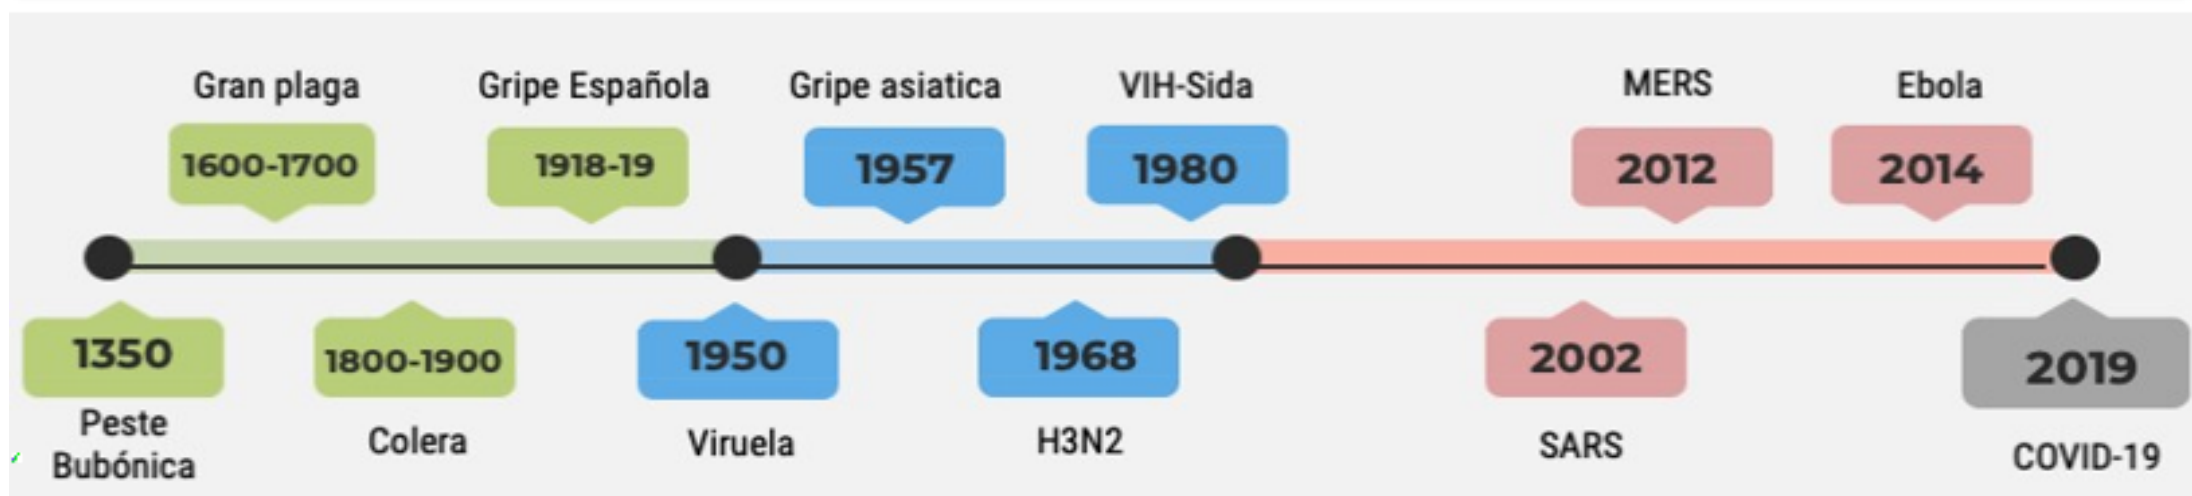 Gran plaga
Gripe Española
Gripe asiatica
VIH-Sida
MERS
Ebola
1600-1700
1918-19
1957
1980
2012
2014
1350
1800-1900
1950
1968
2002
2019
Peste
Bubónica
Colera
Viruela
H3N2
SARS
COVID-19